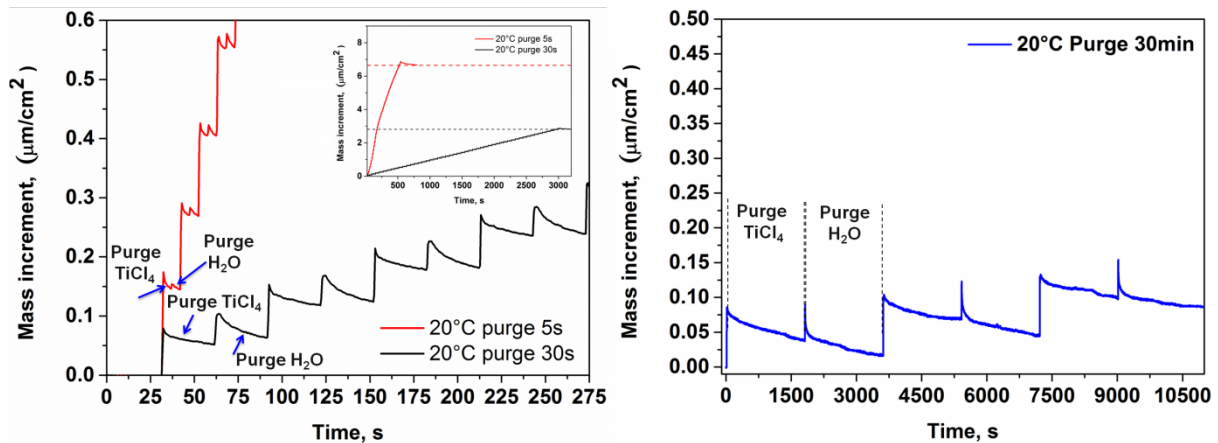 Mass increment, (μm/cm²)
0.6
0.5
0.4
0.3
0.2
0.1
0.0
0 25 50 75 100 125 150 175 200 225 250 275
Time, s
Purge TiCl₄
Purge H₂O
Purge TiCl₄
Purge H₂O
20°C purge 5s
20°C purge 30s
Mass increment, (μm/cm²)
8
6
4
2
0
500 1000 1500 2000 2500 3000
Time, s
20°C purge 5s
20°C purge 30s
Mass increment, (μm/cm²)
0.50
0.45
0.40
0.35
0.30
0.25
0.20
0.15
0.10
0.05
0.00
0 1500 3000 4500 6000 7500 9000
Time, s
20°C Purge 30min
Purge
TiCl₄
Purge
H₂O